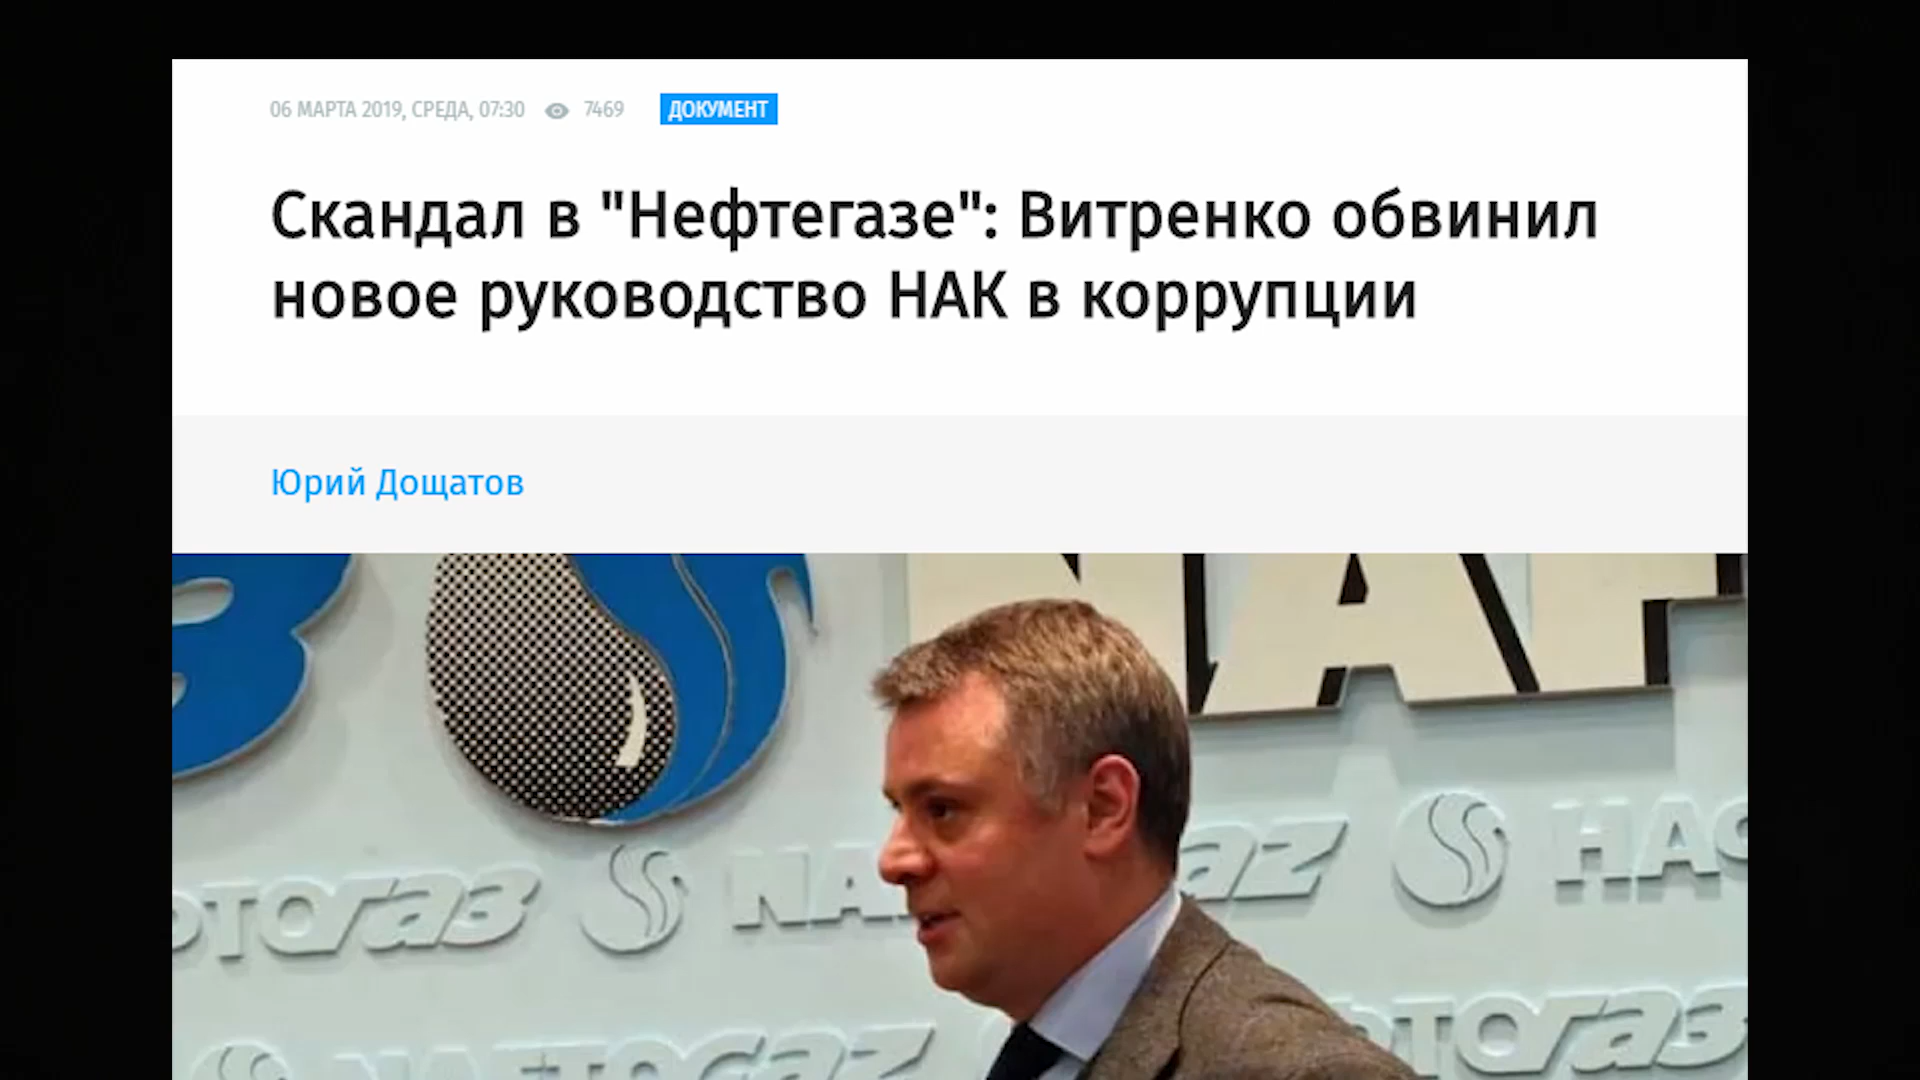 06 МАРТА 2019, СРЕДА, 07:30 7469 ДОКУМЕНТ
Скандал в "Нефтегазе": Витренко обвинил
новое руководство НАК в коррупции
Юрий Дощатов